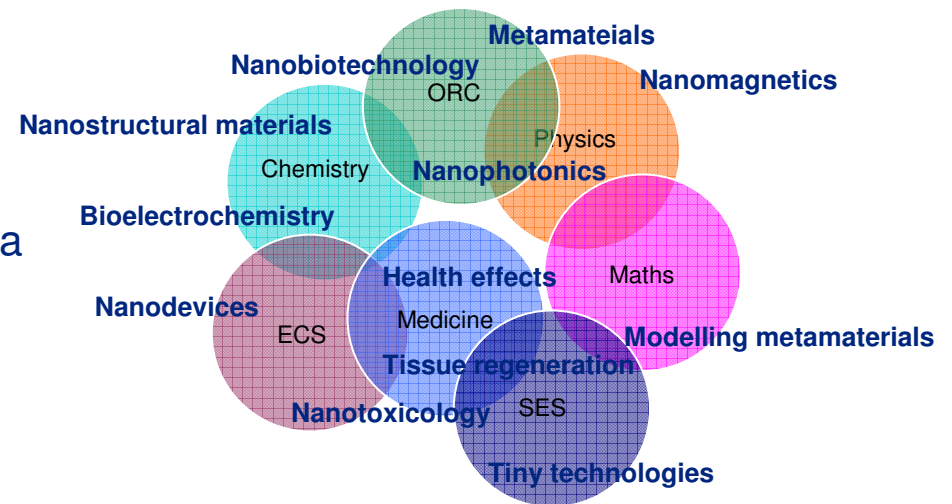 Metamateials
Nanobiotechnology
Nanomagnetics
ORC
Nanostructural materials
Physics
Chemistry
Nanophotonics
Bioelectrochemistry
a
Health effects
Maths
Nanodevices
Medicine
ECS
Modelling metamaterials
Tissue regeneration
Nanotoxicology
SES
Tiny technologies